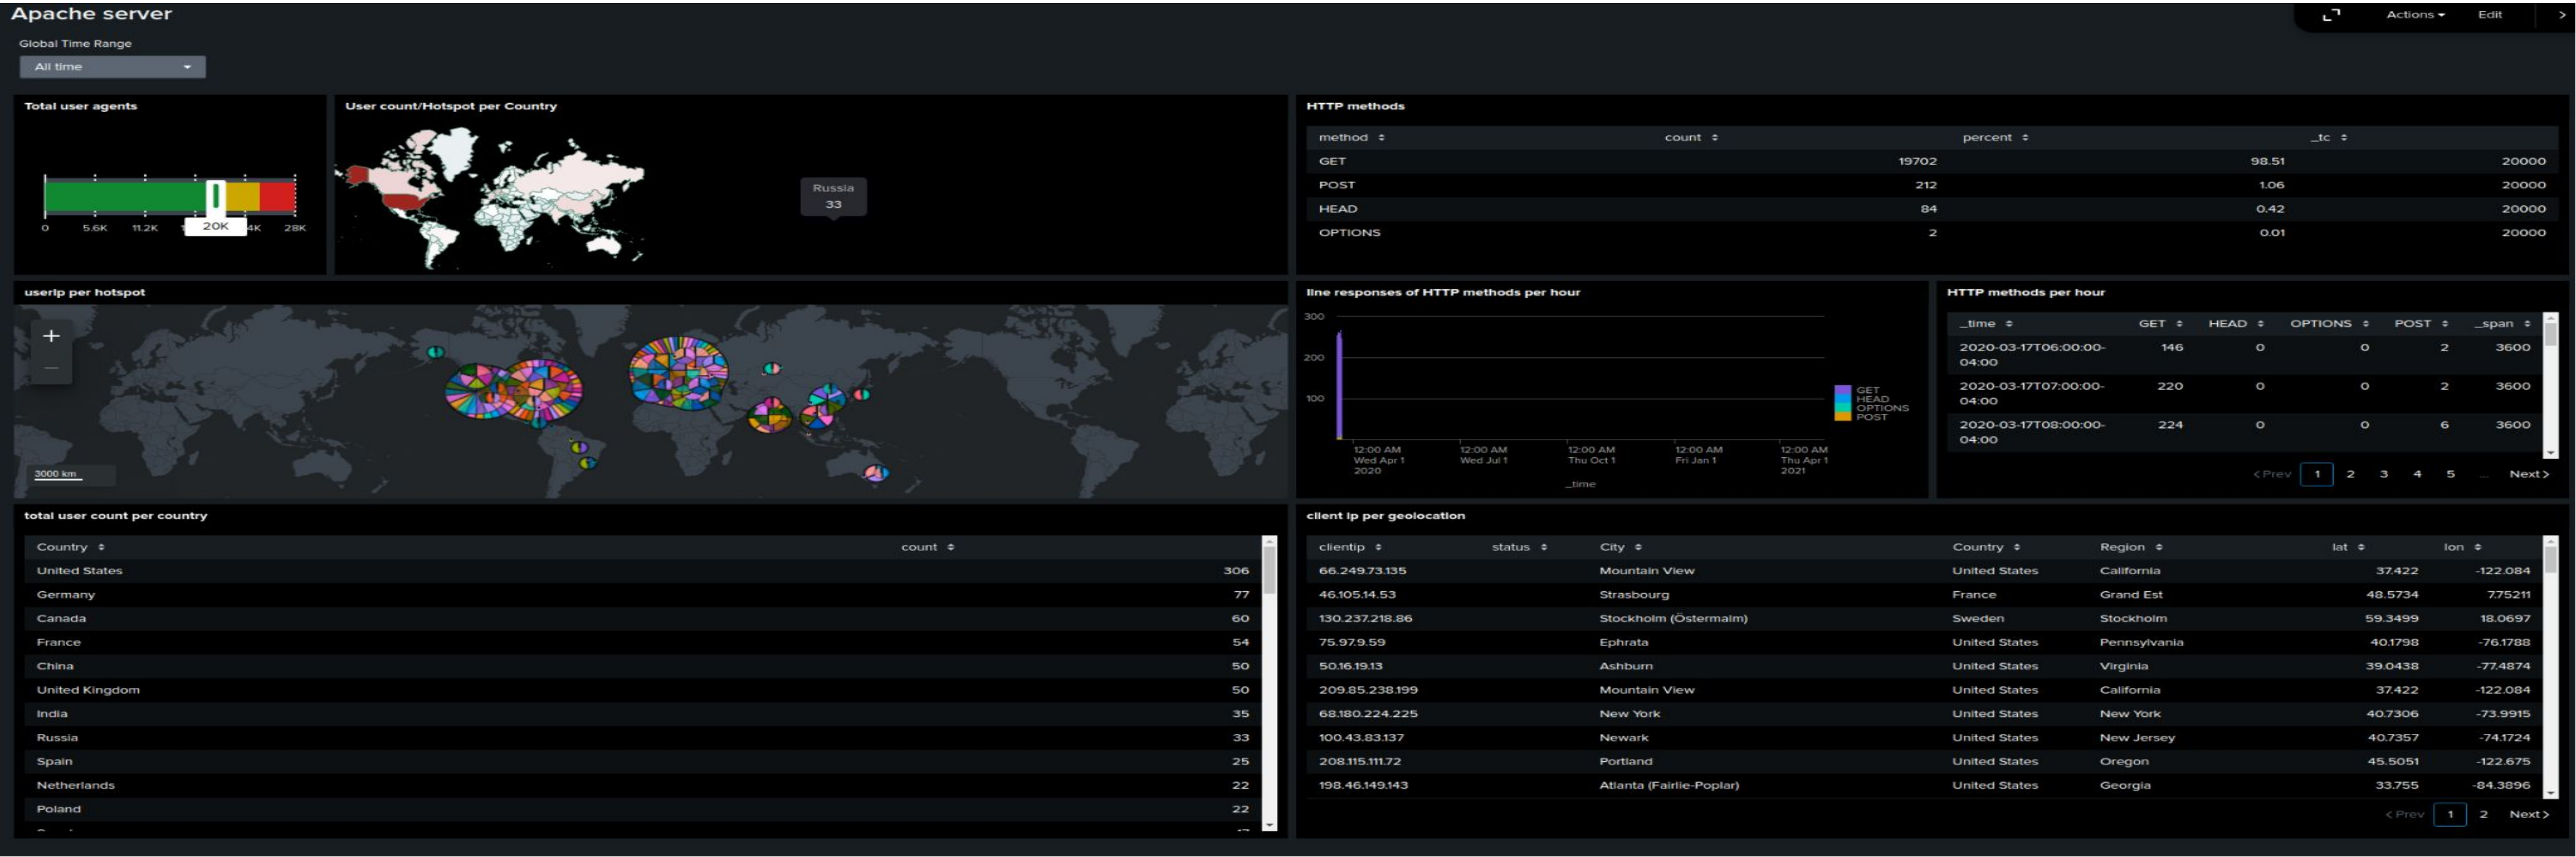 Apache server
Actions Edit >
Global Time Range
All time
Total user agents
0 5.6K 11.2K 20K 4K 28K
User count/Hotspot per Country
Russia
33
HTTP methods
method count percent _tc
GET 19702 98.51 20000
POST 212 1.06 20000
HEAD 84 0.42 20000
OPTIONS 2 0.01 20000
userip per hotspot
+
−
3000 km
line responses of HTTP methods per hour
300
200
100
12:00 AM 12:00 AM 12:00 AM 12:00 AM 12:00 AM
Wed Apr 1 Wed Jul 1 Thu Oct 1 Fri Jan 1 Thu Apr 1
2020 2021
_time
GET
HEAD
OPTIONS
POST
HTTP methods per hour
_time GET HEAD OPTIONS POST _span
2020-03-17T06:00:00- 146 0 0 2 3600
04:00
2020-03-17T07:00:00- 220 0 0 2 3600
04:00
2020-03-17T08:00:00- 224 0 0 6 3600
04:00
< Prev 1 2 3 4 5 ... Next >
total user count per country
Country count
United States 306
Germany 77
Canada 60
France 54
China 50
United Kingdom 50
India 35
Russia 33
Spain 25
Netherlands 22
Poland 22
client ip per geolocation
clientip status City Country Region lat lon
66.249.73.135 Mountain View United States California 37.422 -122.084
46.105.14.53 Strasbourg France Grand Est 48.5734 7.75211
130.237.218.86 Stockholm (Östermalm) Sweden Stockholm 59.3499 18.0697
75.97.9.59 Ephrata United States Pennsylvania 40.1798 -76.1788
50.16.19.13 Ashburn United States Virginia 39.0438 -77.4874
209.85.238.199 Mountain View United States California 37.422 -122.084
68.180.224.225 New York United States New York 40.7306 -73.9915
100.43.83.137 Newark United States New Jersey 40.7357 -74.1724
208.115.111.72 Portland United States Oregon 45.5051 -122.675
198.46.149.143 Atlanta (Fairlie-Poplar) United States Georgia 33.755 -84.3896
< Prev 1 2 Next >